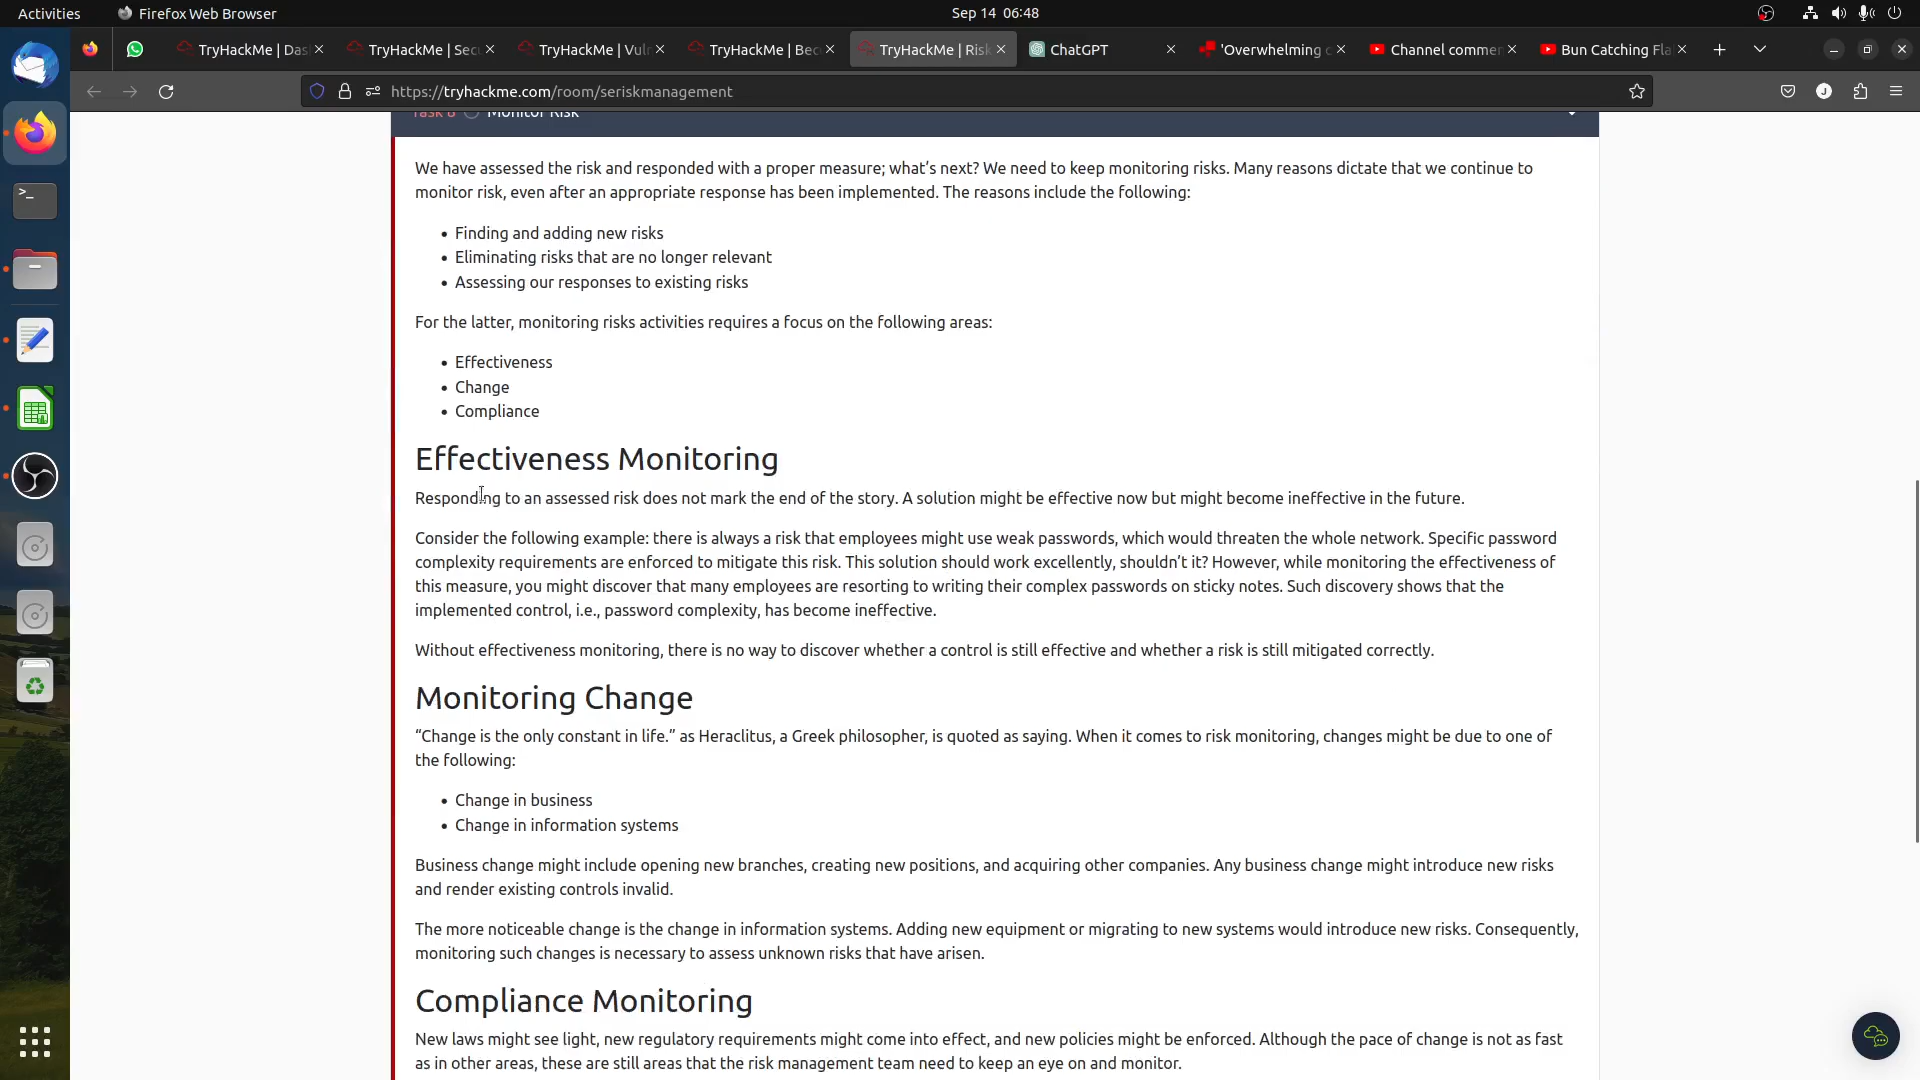 Activities
Firefox Web Browser
Sep 14 06:48
TryHackMe | Das
TryHackMe | Sec
TryHackMe | Vuln
TryHackMe | Bec
TryHackMe | Risk
ChatGPT
'Overwhelming c
Channel commen
Bun Catching Fla
https://tryhackme.com/room/seriskmanagement
Task 6 Monitor Risk
We have assessed the risk and responded with a proper measure; what’s next? We need to keep monitoring risks. Many reasons dictate that we continue to
monitor risk, even after an appropriate response has been implemented. The reasons include the following:
• Finding and adding new risks
• Eliminating risks that are no longer relevant
• Assessing our responses to existing risks
For the latter, monitoring risks activities requires a focus on the following areas:
• Effectiveness
• Change
• Compliance
Effectiveness Monitoring
Responding to an assessed risk does not mark the end of the story. A solution might be effective now but might become ineffective in the future.
Consider the following example: there is always a risk that employees might use weak passwords, which would threaten the whole network. Specific password
complexity requirements are enforced to mitigate this risk. This solution should work excellently, shouldn’t it? However, while monitoring the effectiveness of
this measure, you might discover that many employees are resorting to writing their complex passwords on sticky notes. Such discovery shows that the
implemented control, i.e., password complexity, has become ineffective.
Without effectiveness monitoring, there is no way to discover whether a control is still effective and whether a risk is still mitigated correctly.
Monitoring Change
“Change is the only constant in life.” as Heraclitus, a Greek philosopher, is quoted as saying. When it comes to risk monitoring, changes might be due to one of
the following:
• Change in business
• Change in information systems
Business change might include opening new branches, creating new positions, and acquiring other companies. Any business change might introduce new risks
and render existing controls invalid.
The more noticeable change is the change in information systems. Adding new equipment or migrating to new systems would introduce new risks. Consequently,
monitoring such changes is necessary to assess unknown risks that have arisen.
Compliance Monitoring
New laws might see light, new regulatory requirements might come into effect, and new policies might be enforced. Although the pace of change is not as fast
as in other areas, these are still areas that the risk management team need to keep an eye on and monitor.